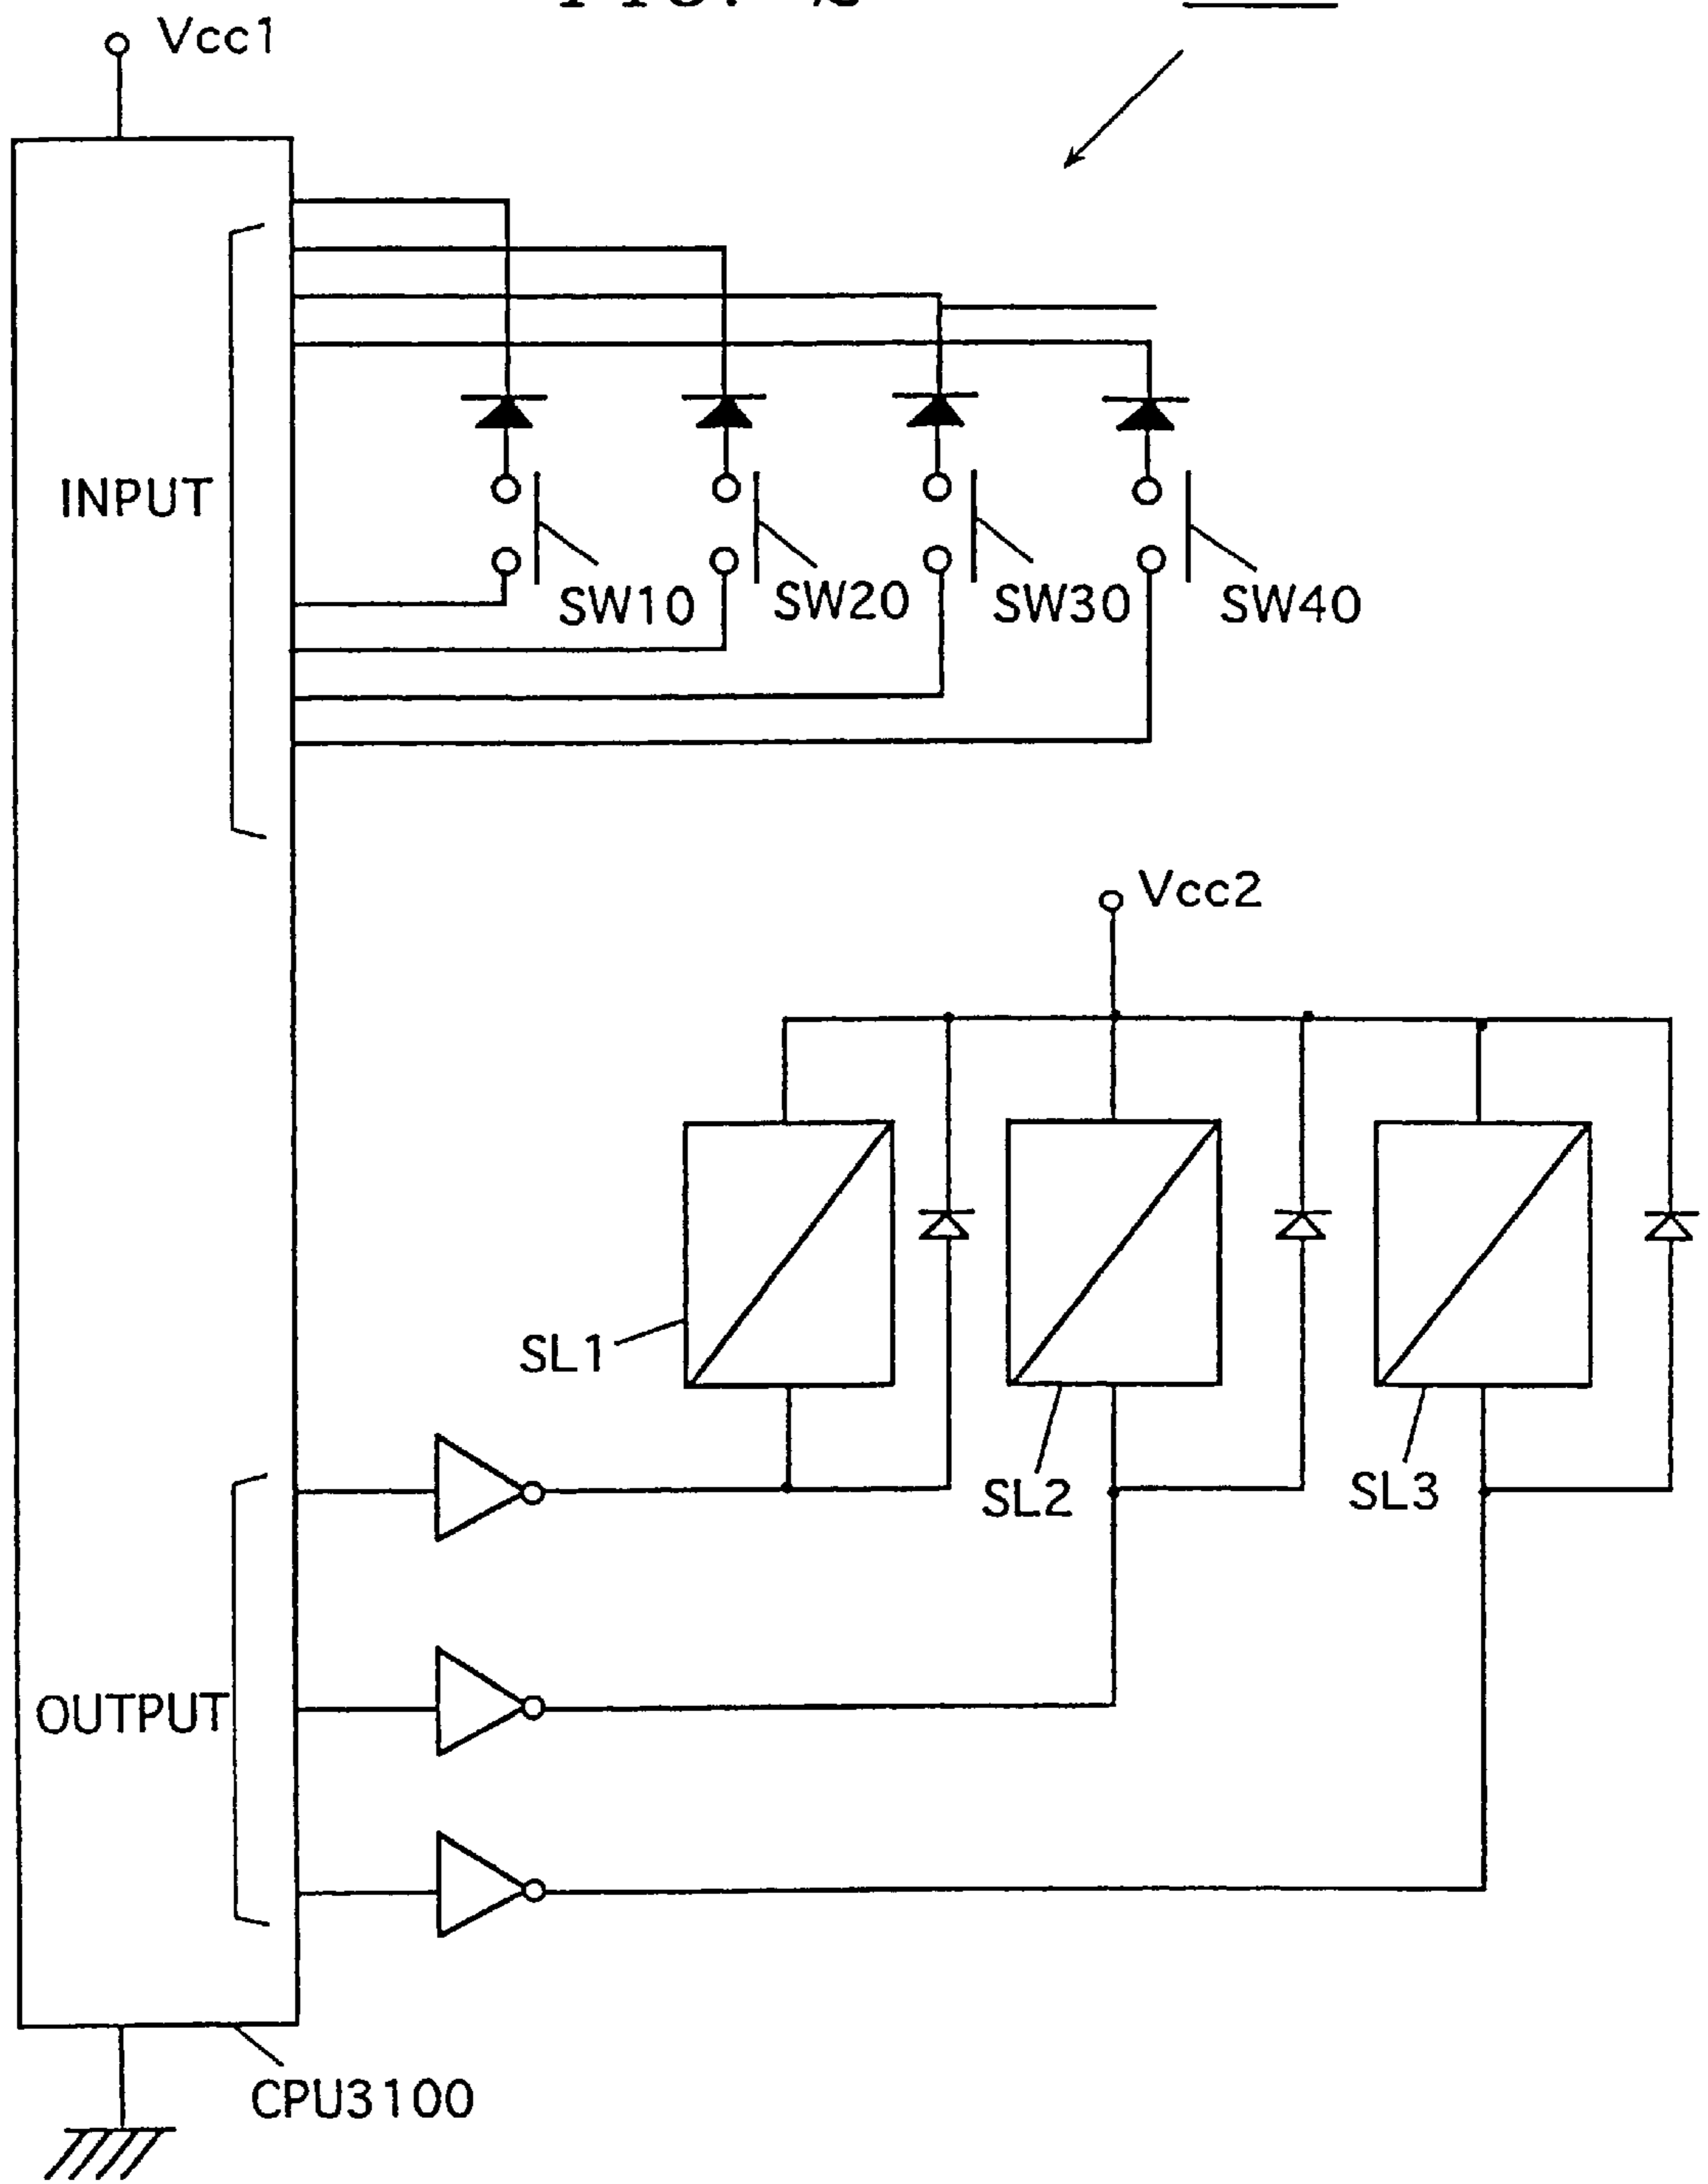 Vcc1
INPUT
SW10
SW20
SW30
SW40
Vcc2
SL1
SL2
SL3
OUTPUT
CPU3100